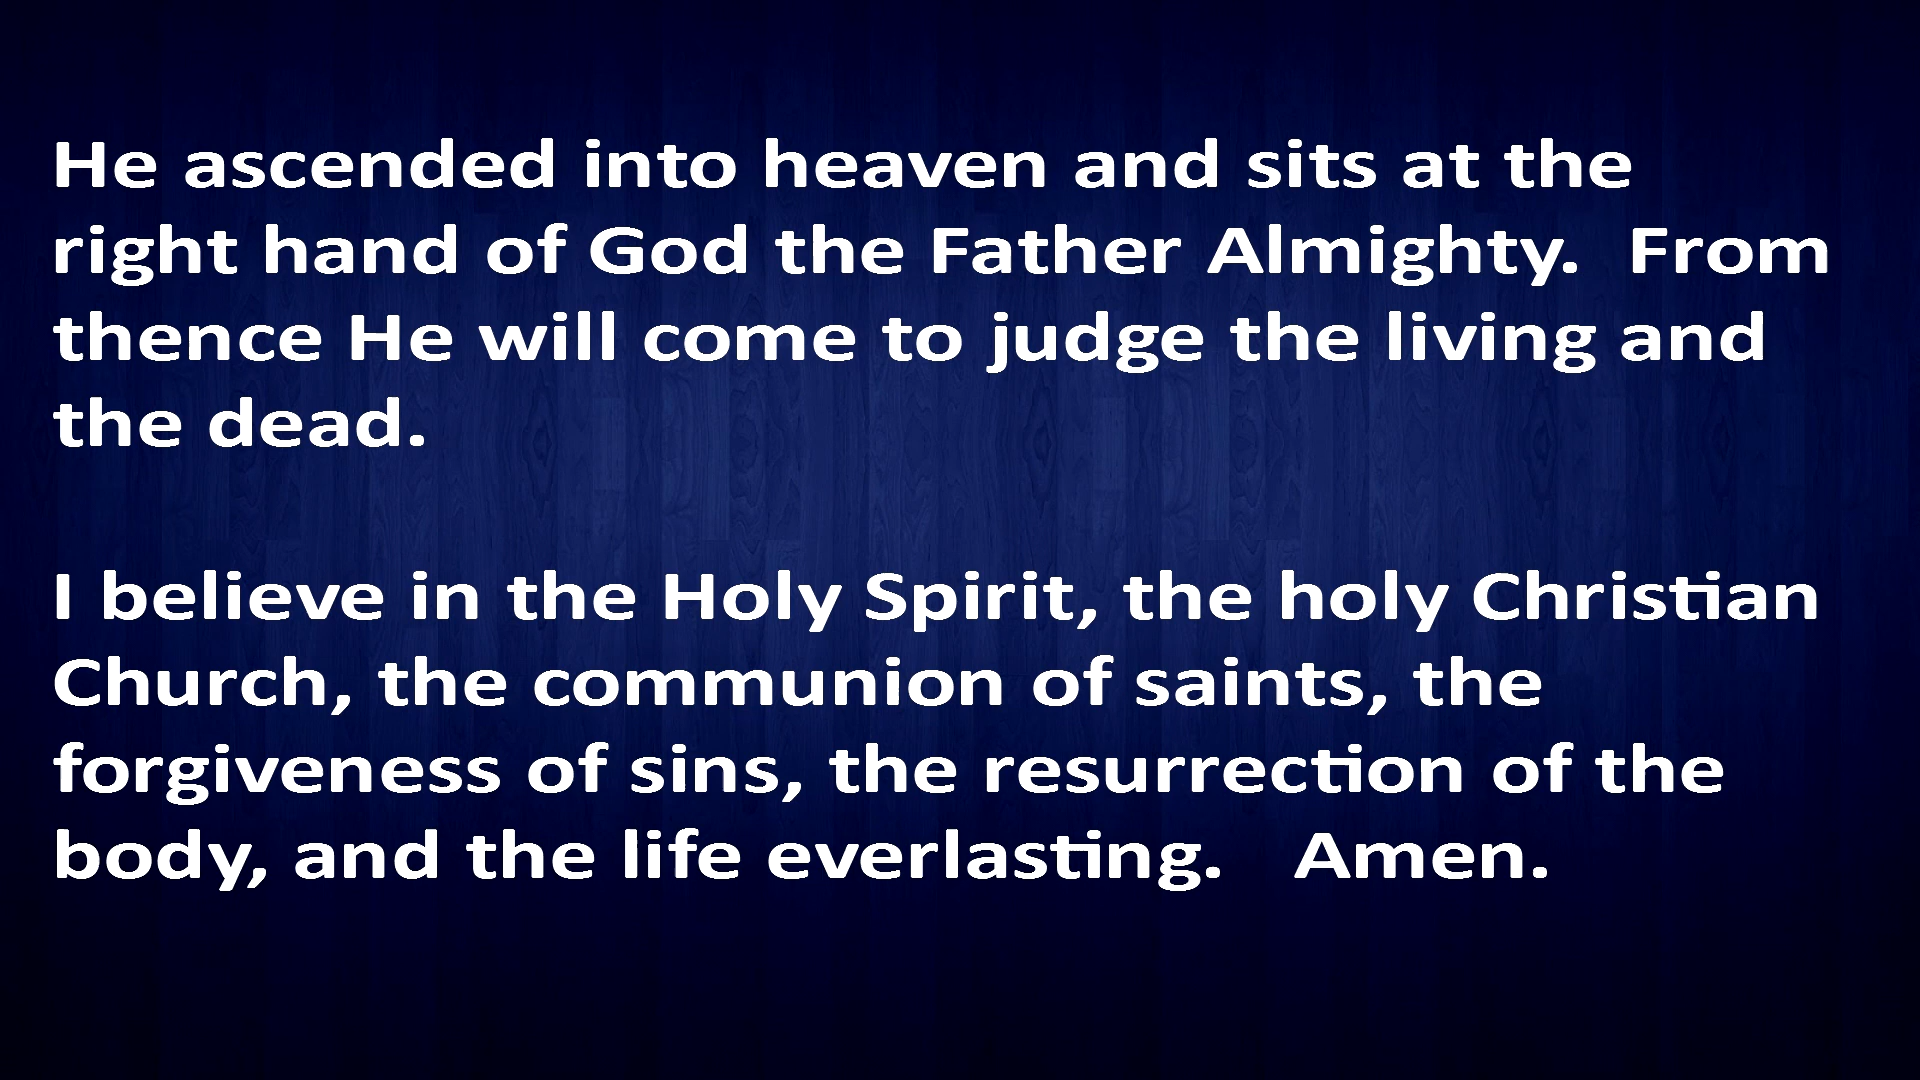 He ascended into heaven and sits at the
right hand of God the Father Almighty.  From
thence He will come to judge the living and
the dead.
I believe in the Holy Spirit, the holy Christian
Church, the communion of saints, the
forgiveness of sins, the resurrection of the
body, and the life everlasting.   Amen.